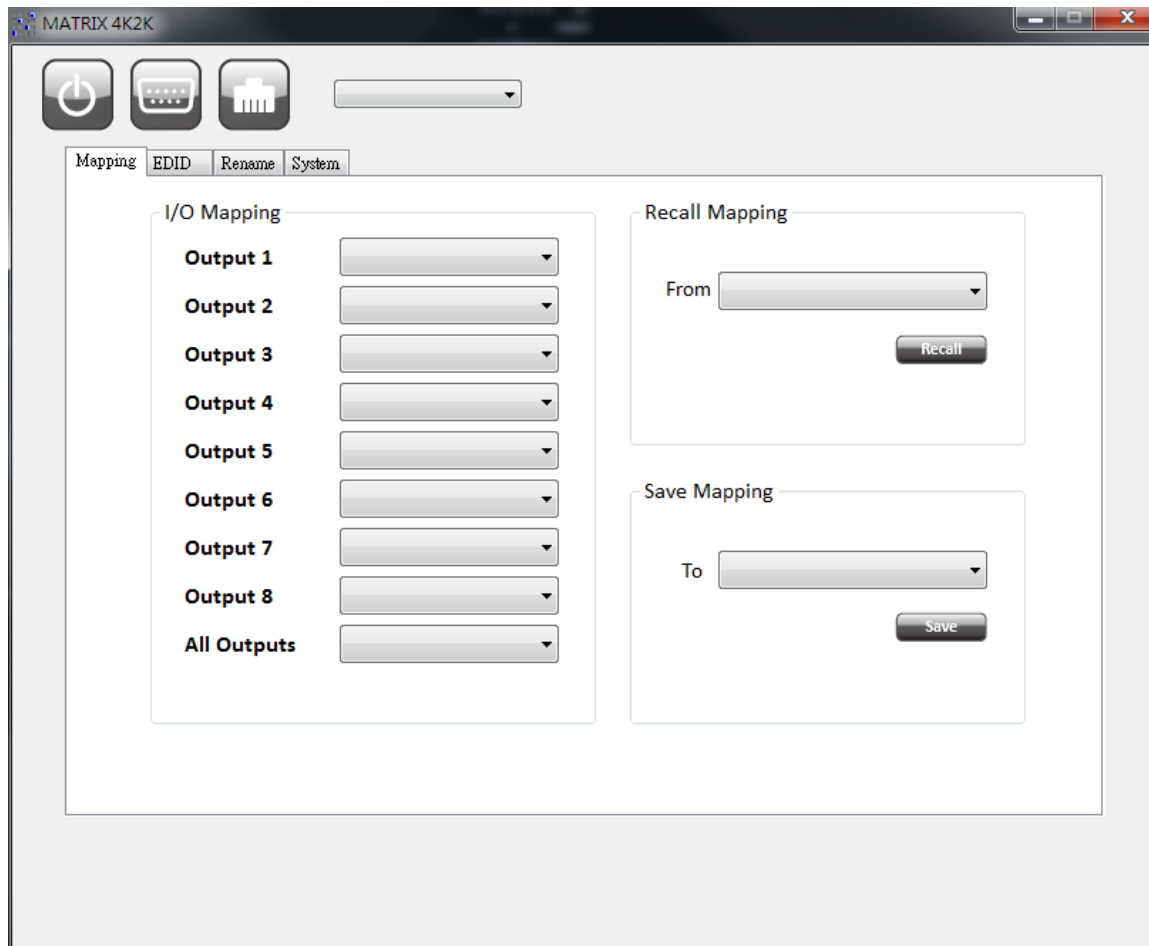 MATRIX 4K2K
Mapping EDID Rename System
I/O Mapping
Output 1
Output 2
Output 3
Output 4
Output 5
Output 6
Output 7
Output 8
All Outputs
Recall Mapping
From
Recall
Save Mapping
To
Save